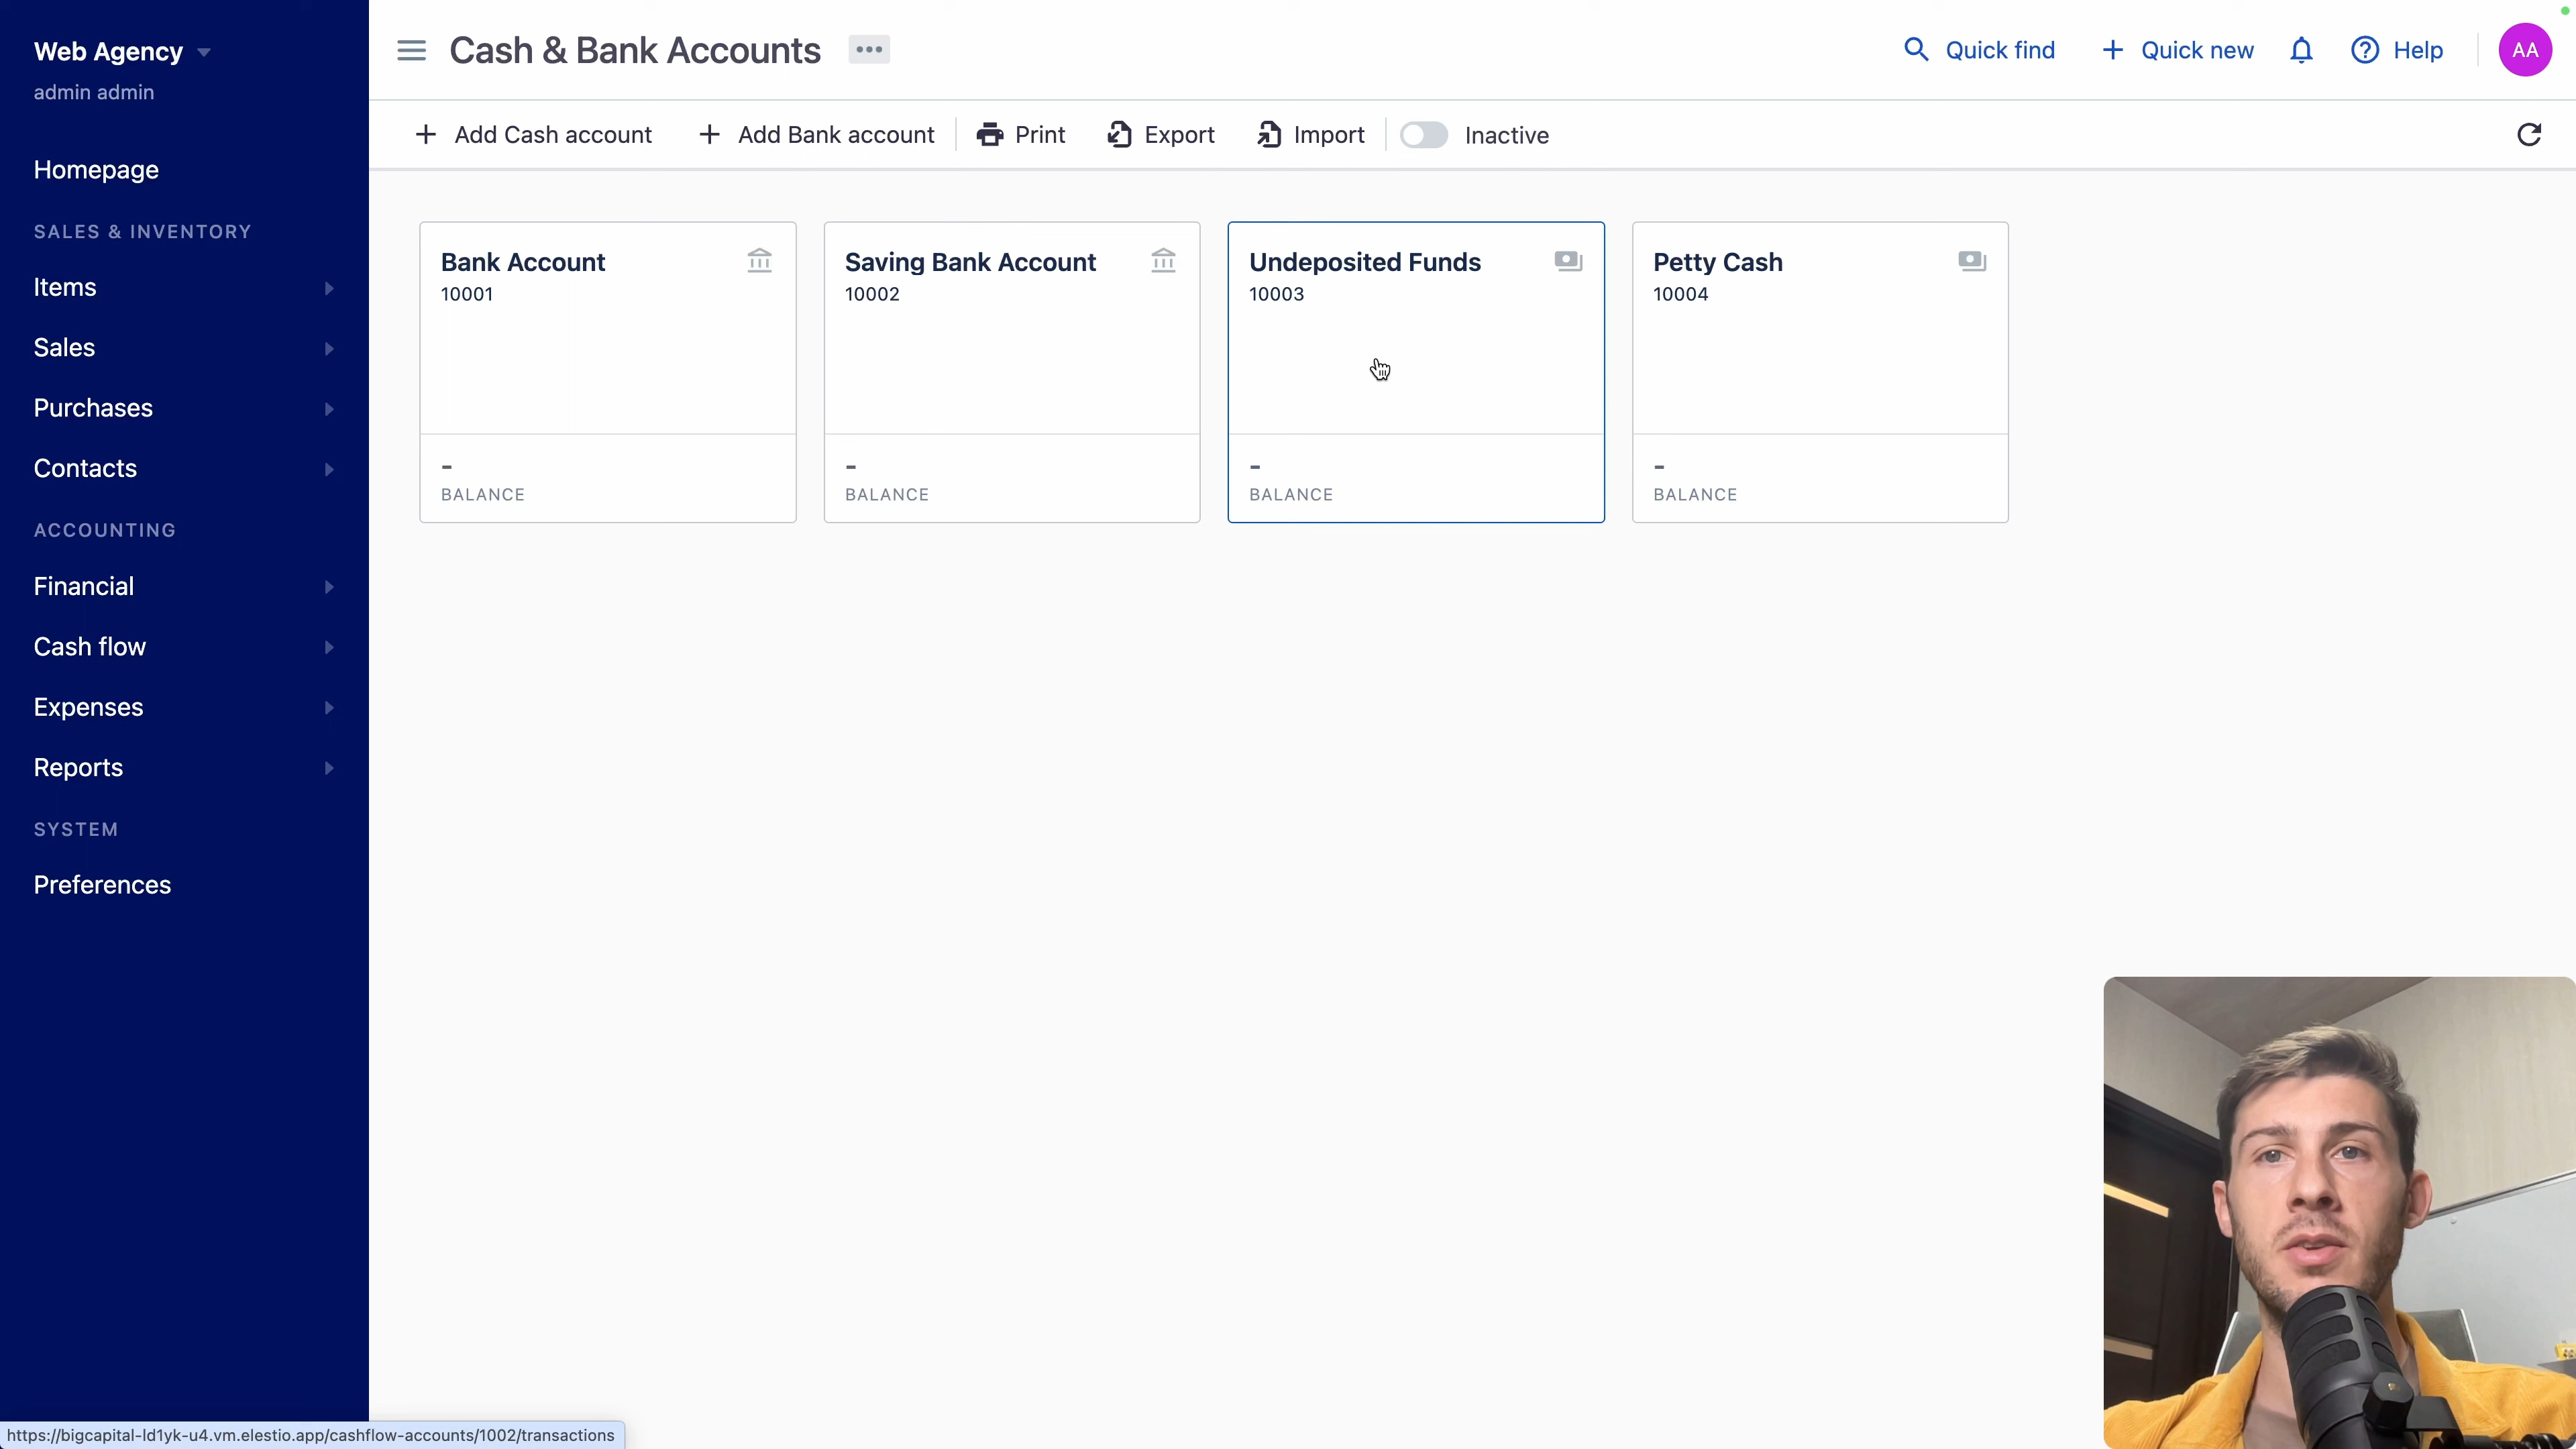 Web Agency
admin admin
Homepage
SALES & INVENTORY
Items
Sales
Purchases
Contacts
ACCOUNTING
Financial
Cash flow
Expenses
Reports
SYSTEM
Preferences
Cash & Bank Accounts
Quick find
Quick new
Help
AA
Add Cash account
Add Bank account
Print
Export
Import
Inactive
Bank Account
10001
-
BALANCE
Saving Bank Account
10002
-
BALANCE
Undeposited Funds
10003
-
BALANCE
Petty Cash
10004
-
BALANCE
https://bigcapital-ld1yk-u4.vm.elestio.app/cashflow-accounts/1002/transactions